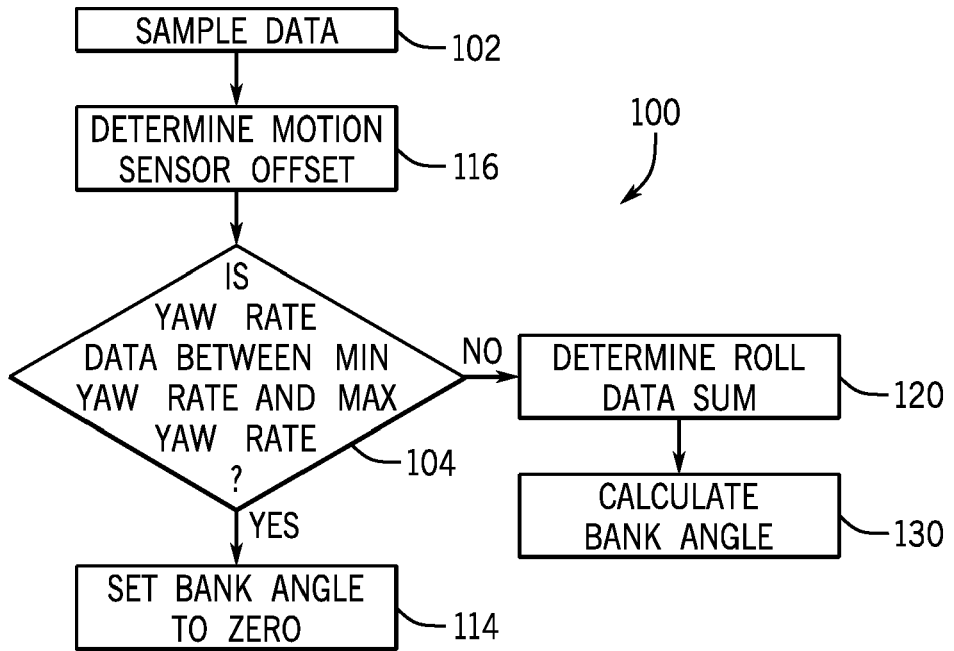 SAMPLE DATA
102
DETERMINE MOTION
SENSOR OFFSET
116
100
IS
YAW RATE
DATA BETWEEN MIN
YAW RATE AND MAX
YAW RATE
?
104
NO
DETERMINE ROLL
DATA SUM
120
CALCULATE
BANK ANGLE
130
YES
SET BANK ANGLE
TO ZERO
114